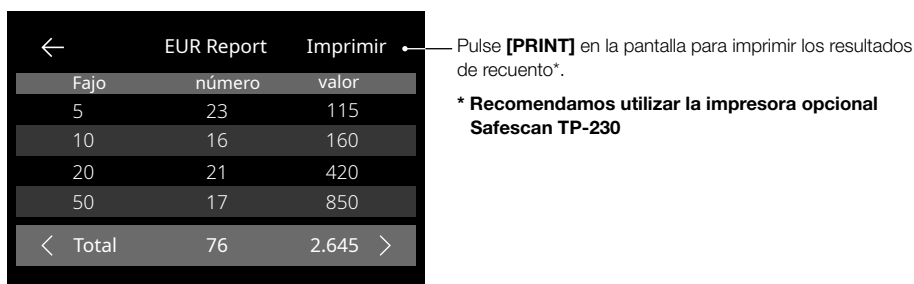 EUR Report Imprimir
Fajo número valor
5 23 115
10 16 160
20 21 420
50 17 850
Total 76 2.645
Pulse [PRINT] en la pantalla para imprimir los resultados
de recuento*.
* Recomendamos utilizar la impresora opcional
Safescan TP-230